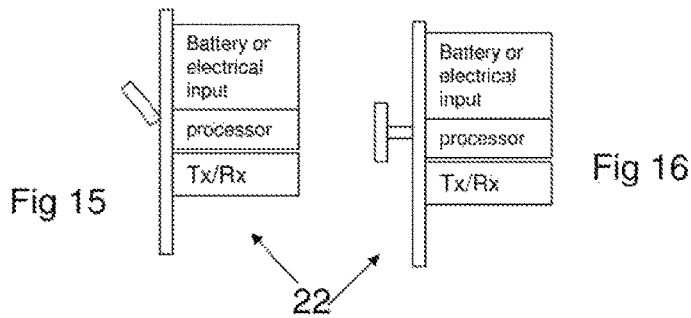 Battery or
electrical
input
processor
Tx/Rx
Fig 15
Battery or
electrical
input
processor
Tx/Rx
Fig 16
22